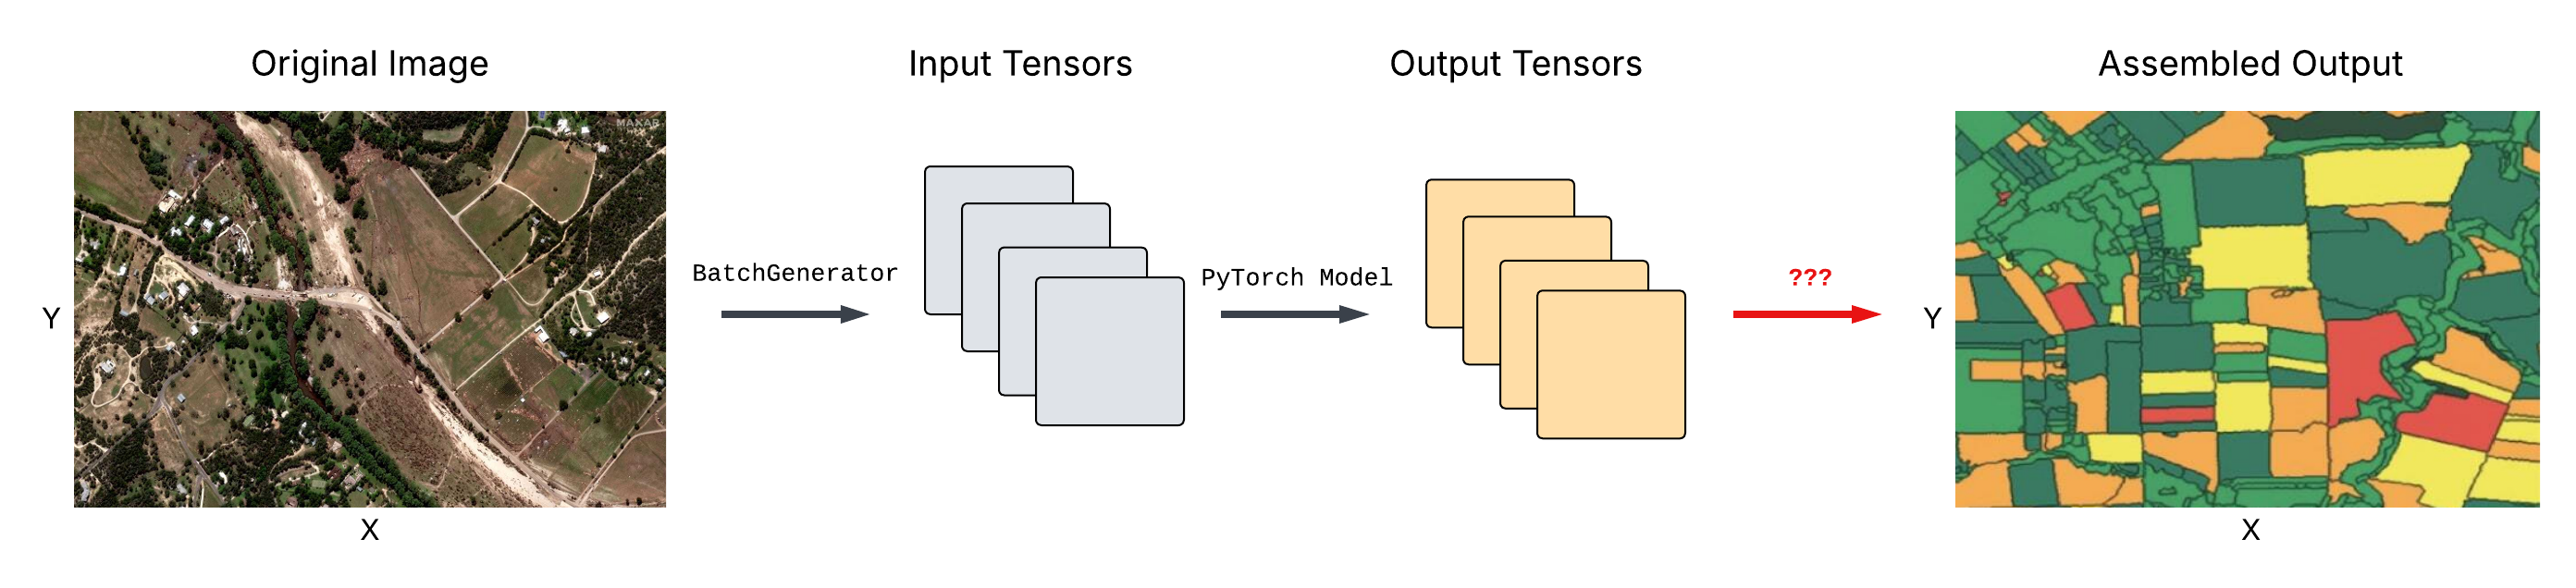 Original Image
Input Tensors
Output Tensors
Assembled Output
MAXAR
BatchGenerator
PyTorch Model
???
Y
Y
X
X